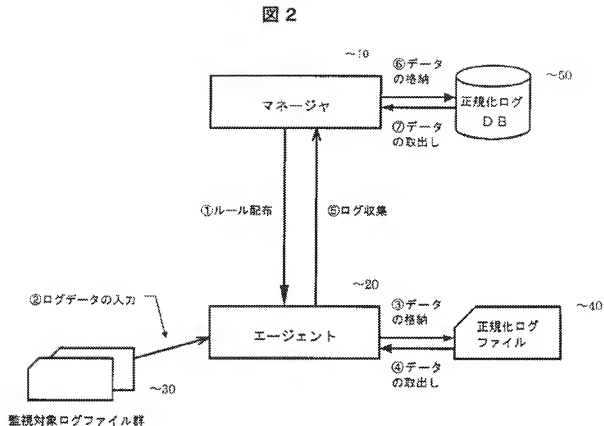 図2
~10
⑥データ
の格納
~50
マネージャ
正規化ログ
DB
⑦データ
の取出し
①ルール配布
⑤ログ収集
~20
②ログデータの入力
③データ
の格納
~40
エージェント
正規化ログ
ファイル
④データ
の取出し
~30
監視対象ログファイル群